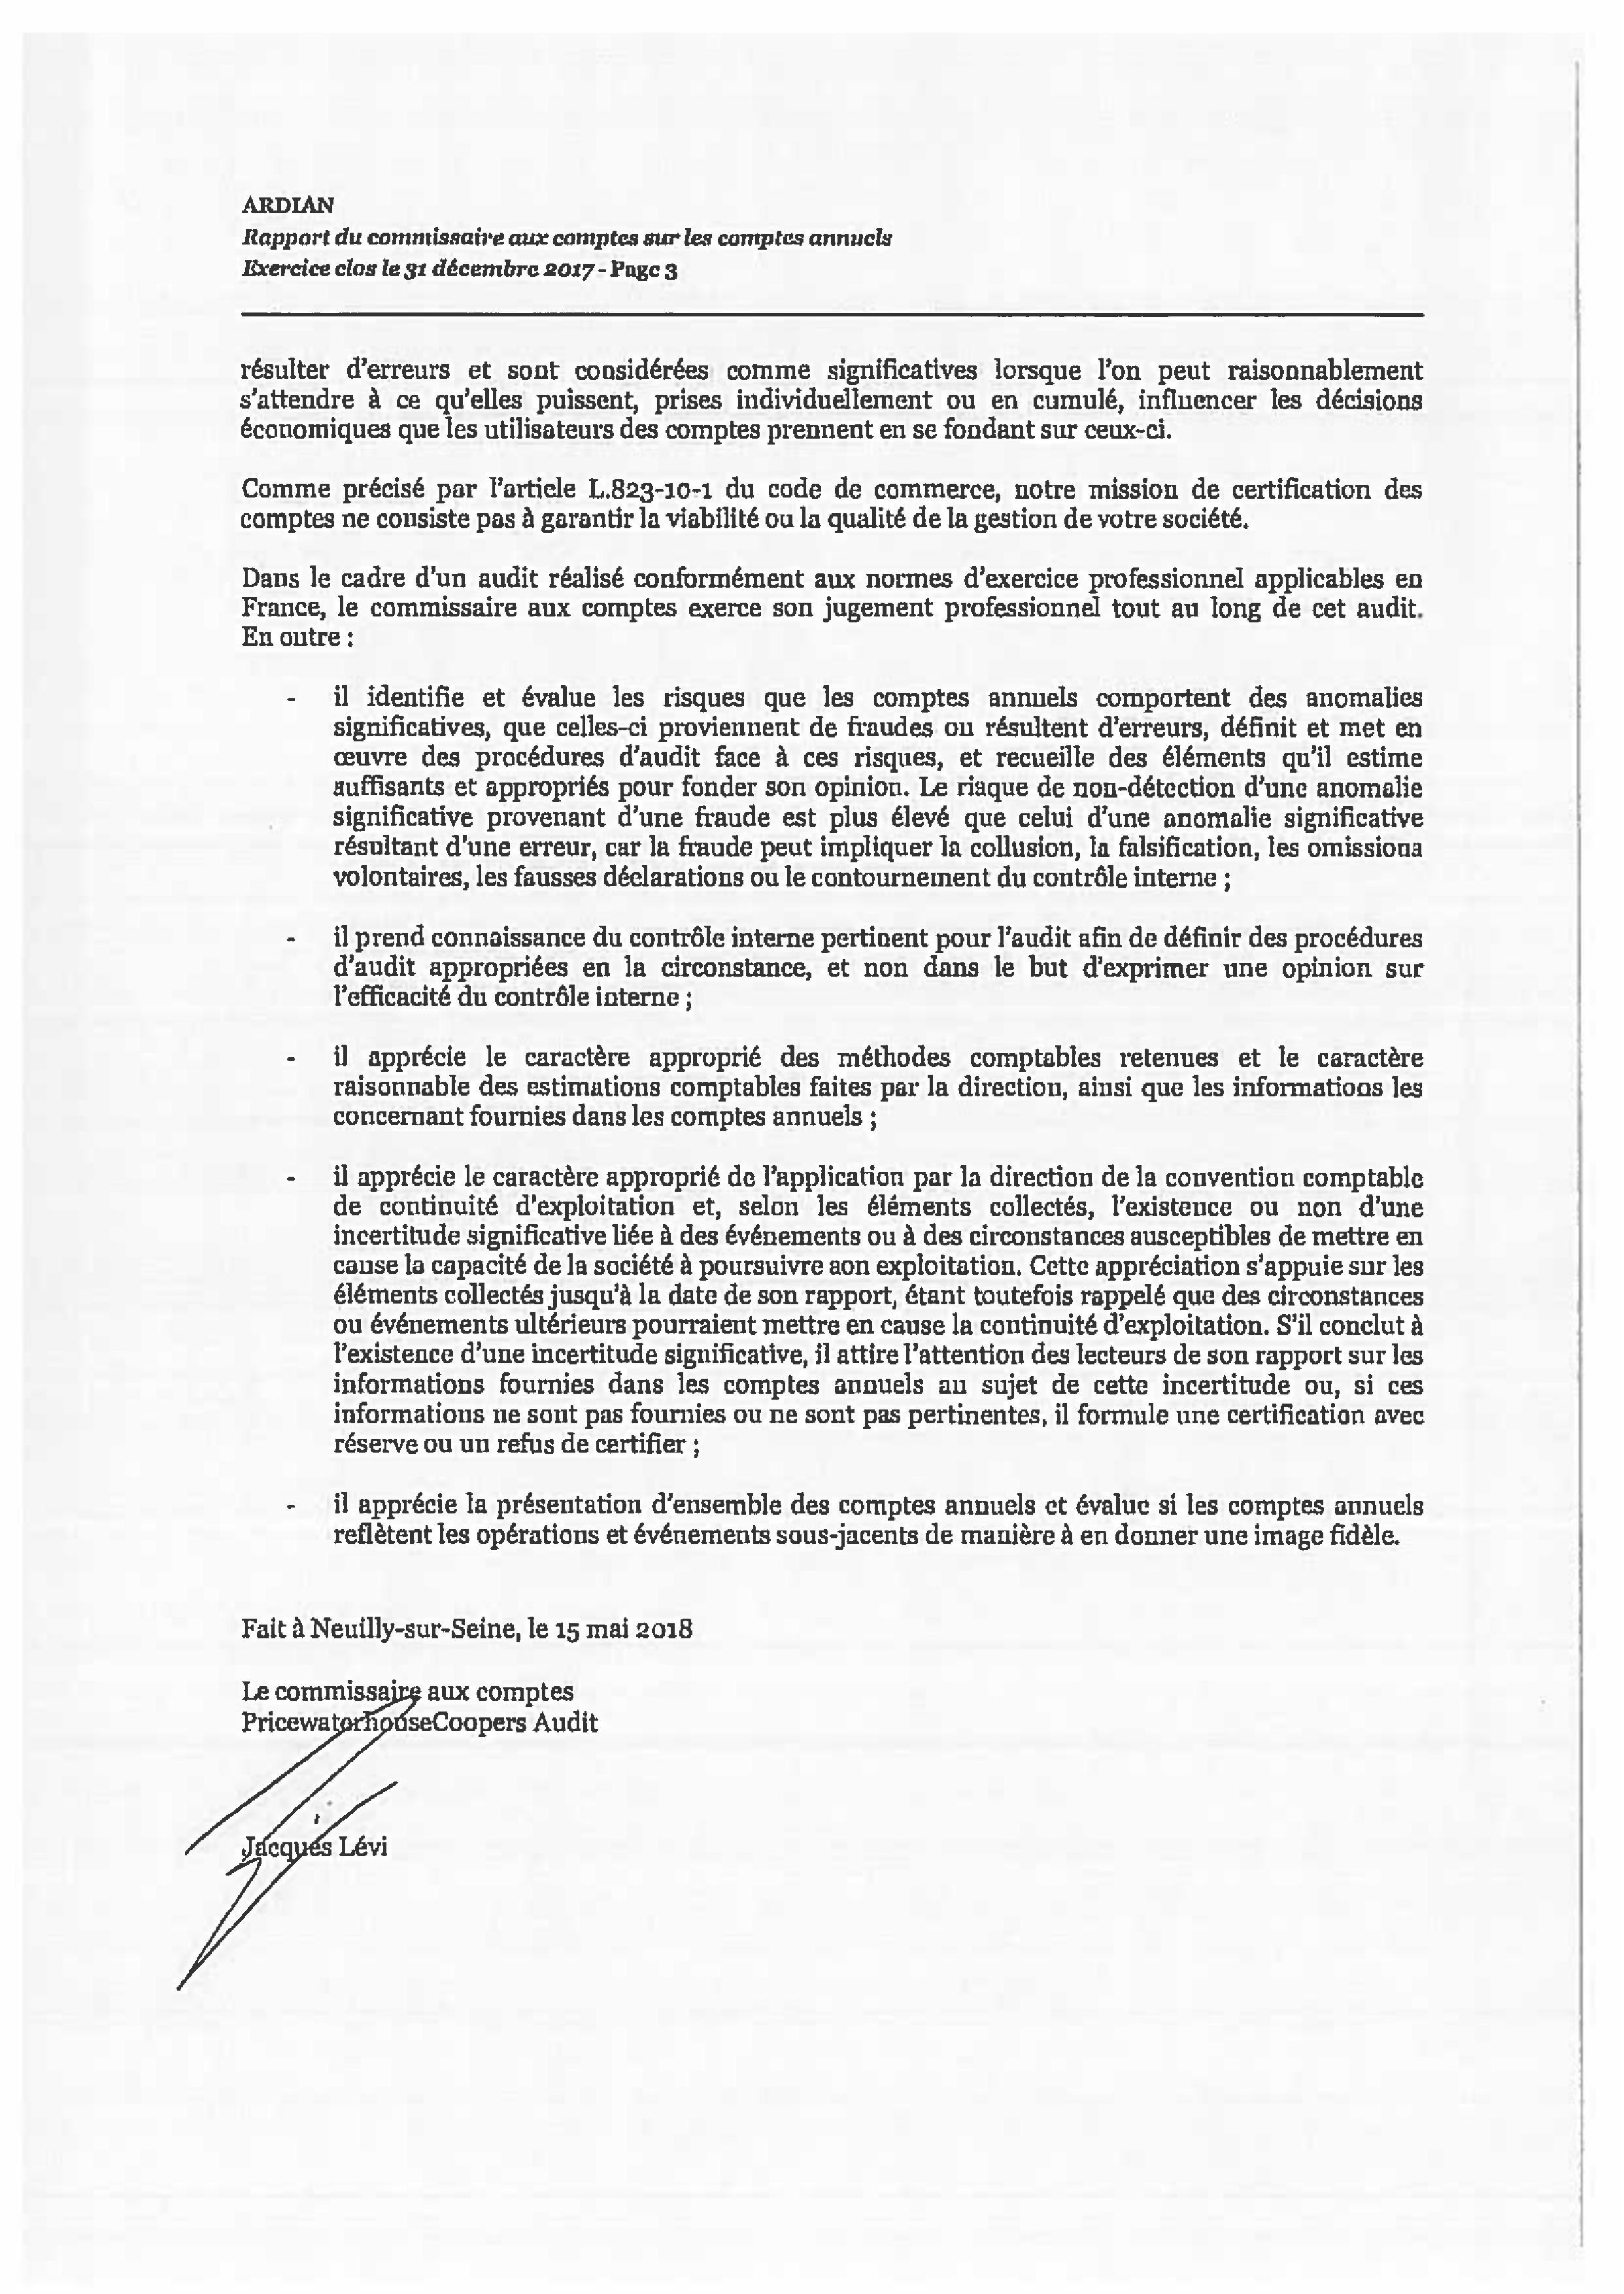 ARDIAN
Rapport du commissaire aux comptes sur les comptes annuels
Exercice clos le 31 décembre 2017 - Page 3
résulter d'erreurs et sont considérées comme significatives lorsque l'on peut raisonnablement
s'attendre à ce qu'elles puissent, prises individuellement ou en cumulé, influencer les décisions
économiques que les utilisateurs des comptes prennent en se fondant sur ceux-ci.
Comme précisé par l'article L.823-10-1 du code de commerce, notre mission de certification des
comptes ne consiste pas à garantir la viabilité ou la qualité de la gestion de votre société.
Dans le cadre d'un audit réalisé conformément aux normes d'exercice professionnel applicables en
France, le commissaire aux comptes exerce son jugement professionnel tout au long de cet audit.
En outre :
- il identifie et évalue les risques que les comptes annuels comportent des anomalies
significatives, que celles-ci proviennent de fraudes ou résultent d'erreurs, définit et met en
œuvre des procédures d'audit face à ces risques, et recueille des éléments qu'il estime
suffisants et appropriés pour fonder son opinion. Le risque de non-détection d'une anomalie
significative provenant d'une fraude est plus élevé que celui d'une anomalie significative
résultant d'une erreur, car la fraude peut impliquer la collusion, la falsification, les omissions
volontaires, les fausses déclarations ou le contournement du contrôle interne ;
- il prend connaissance du contrôle interne pertinent pour l'audit afin de définir des procédures
d'audit appropriées en la circonstance, et non dans le but d'exprimer une opinion sur
l'efficacité du contrôle interne ;
- il apprécie le caractère approprié des méthodes comptables retenues et le caractère
raisonnable des estimations comptables faites par la direction, ainsi que les informations les
concernant fournies dans les comptes annuels ;
- il apprécie le caractère approprié de l'application par la direction de la convention comptable
de continuité d'exploitation et, selon les éléments collectés, l'existence ou non d'une
incertitude significative liée à des événements ou à des circonstances susceptibles de mettre en
cause la capacité de la société à poursuivre son exploitation. Cette appréciation s'appuie sur les
éléments collectés jusqu'à la date de son rapport, étant toutefois rappelé que des circonstances
ou événements ultérieurs pourraient mettre en cause la continuité d'exploitation. S'il conclut à
l'existence d'une incertitude significative, il attire l'attention des lecteurs de son rapport sur les
informations fournies dans les comptes annuels au sujet de cette incertitude ou, si ces
informations ne sont pas fournies ou ne sont pas pertinentes, il formule une certification avec
réserve ou un refus de certifier ;
- il apprécie la présentation d'ensemble des comptes annuels et évalue si les comptes annuels
reflètent les opérations et événements sous-jacents de manière à en donner une image fidèle.
Fait à Neuilly-sur-Seine, le 15 mai 2018
Le commissaire aux comptes
PricewaterhouseCoopers Audit
Jacques Lévi